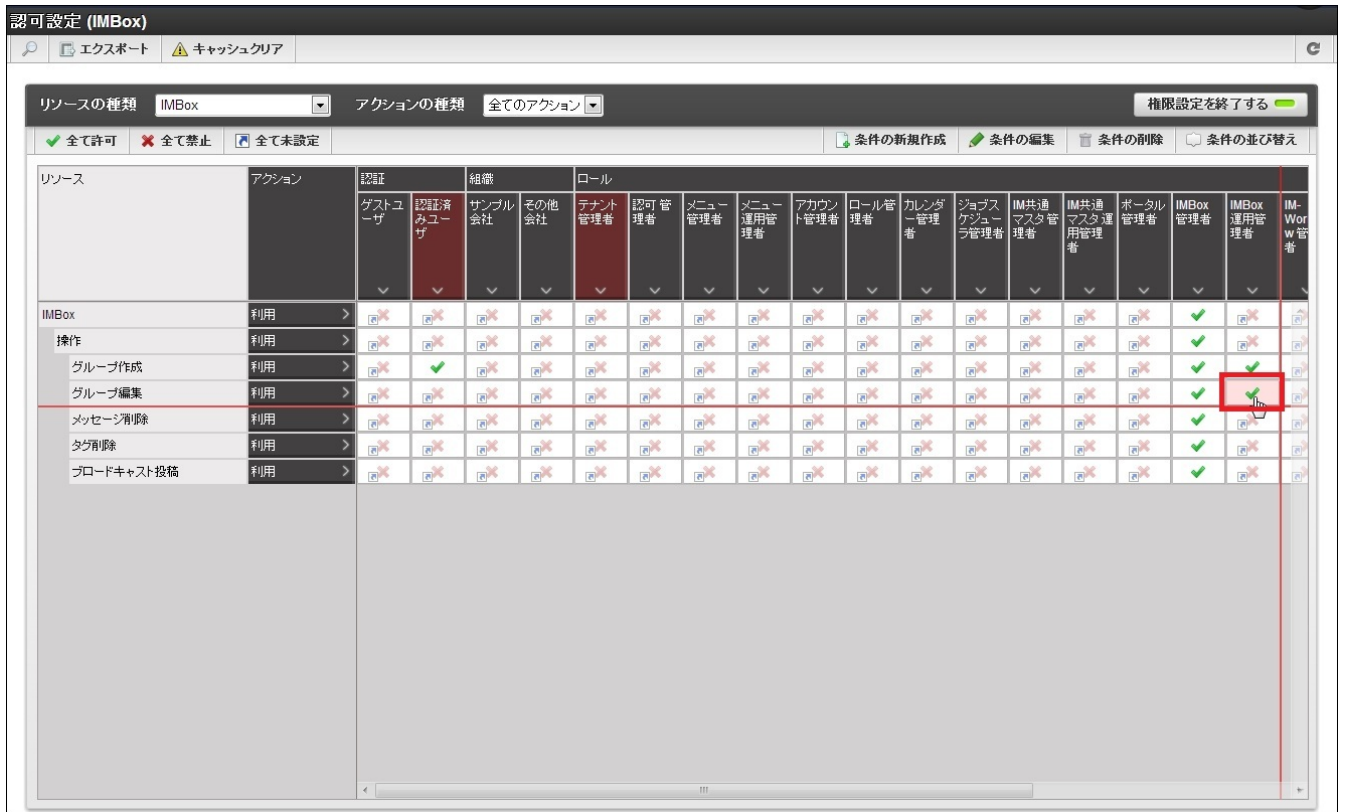 認可設定 (IMBox)
エクスポート キャッシュクリア
リソースの種類 IMBox アクションの種類 全てのアクション 権限設定を終了する
全て許可 全て禁止 全て未設定 条件の新規作成 条件の編集 条件の削除 条件の並び替え
リソース アクション 認証 組織 ロール
ゲストユーザ 認証済みユーザ サンプル会社 その他会社 テナント管理者 認可管理者 メニュー管理者 メニュー運用管理者 アカウント管理者 ロール管理者 カレンダー管理者 ジョブスケジューラ管理者 IM共通マスタ管理者 IM共通マスタ運用管理者 ポータル管理者 IMBox管理者 IMBox運用管理者 IM-
IMBox 利用
操作 利用
グループ作成 利用
グループ編集 利用
メッセージ削除 利用
タグ削除 利用
ブロードキャスト投稿 利用